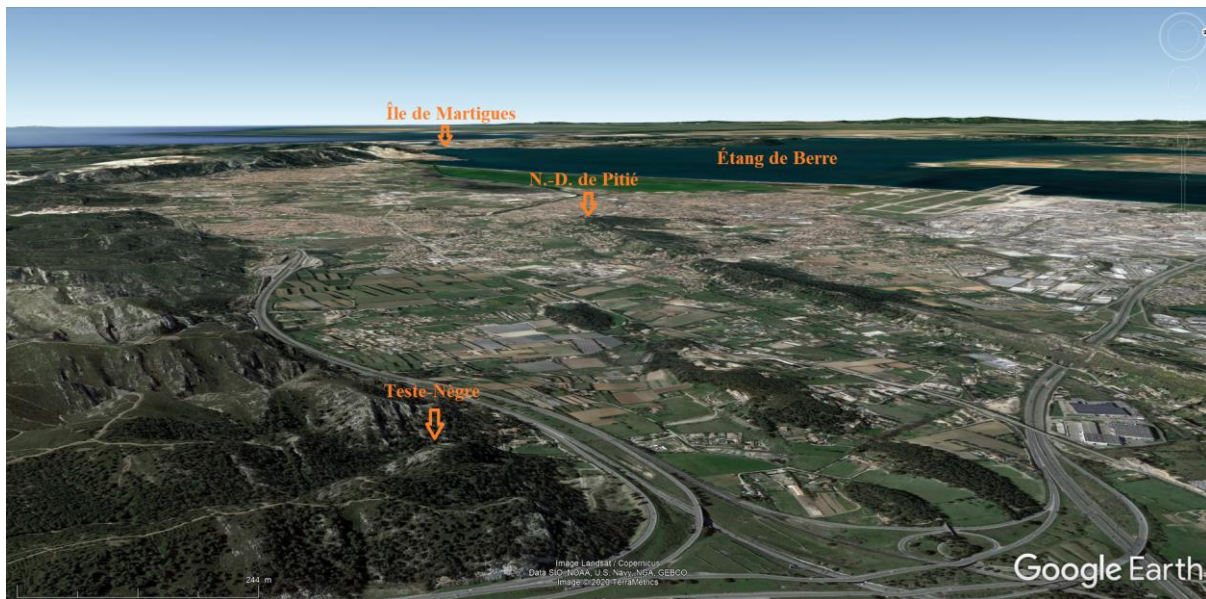 Île de Martigues
Étang de Berre
N.-D. de Pitié
Teste-Nègre
244 m
Image Landsat / Copernicus
Data SIO, NOAA, U.S. Navy, NGA, GEBCO
Image © 2020 TerraMetrics
Google Earth